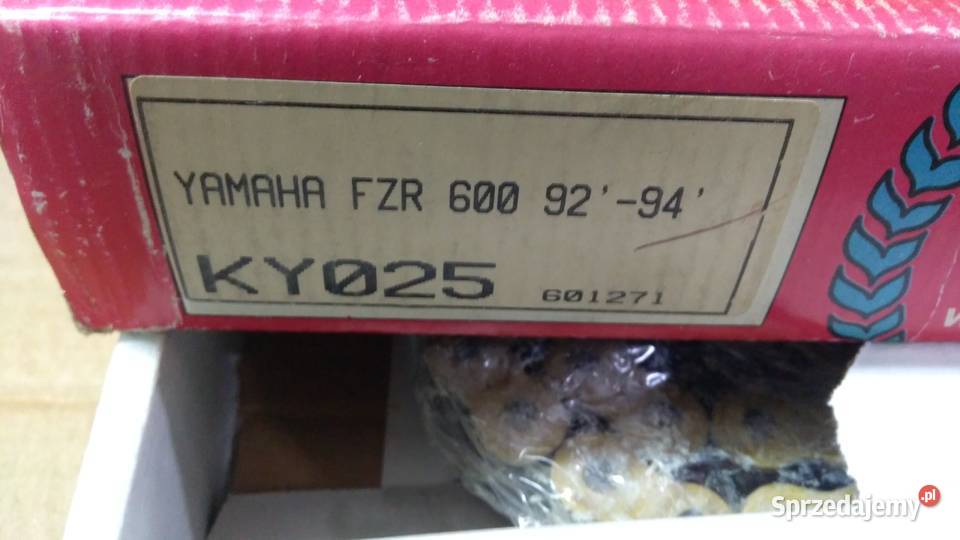 YAMAHA FZR 600 92'-94'
KY025 601271
Sprzedajemy.pl